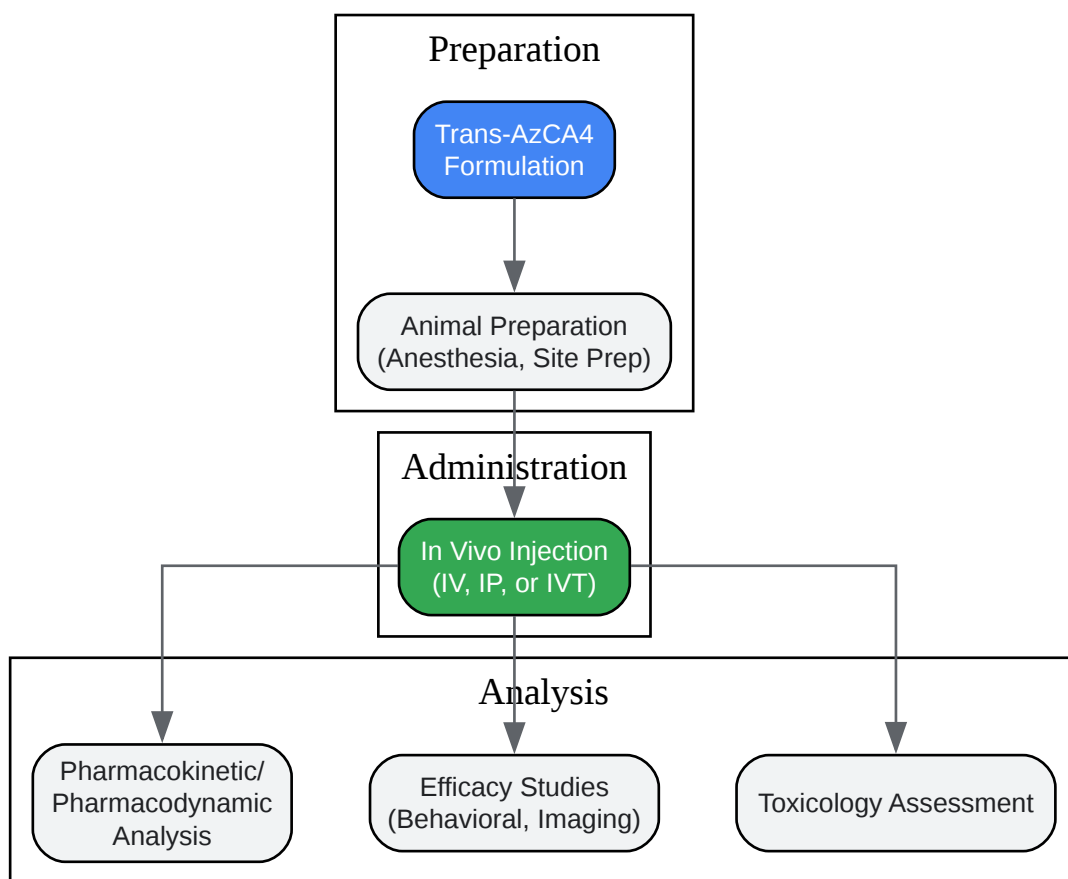 Preparation
Trans-AzCA4
Formulation
Animal Preparation
(Anesthesia, Site Prep)
Administration
In Vivo Injection
(IV, IP, or IVT)
Analysis
Pharmacokinetic/
Pharmacodynamic
Analysis
Efficacy Studies
(Behavioral, Imaging)
Toxicology Assessment